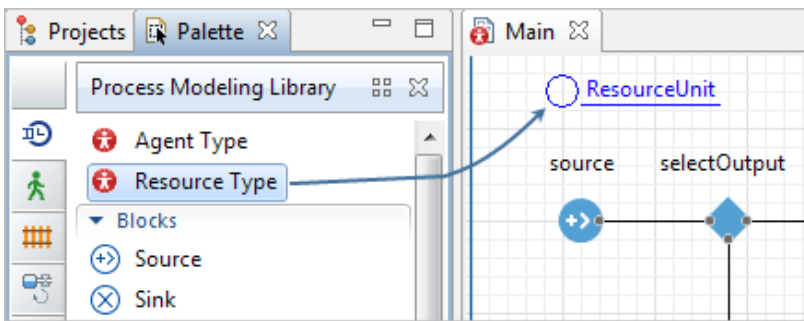 Projects
Palette
Main
Process Modeling Library
Agent Type
Resource Type
Blocks
Source
Sink
ResourceUnit
source
selectOutput